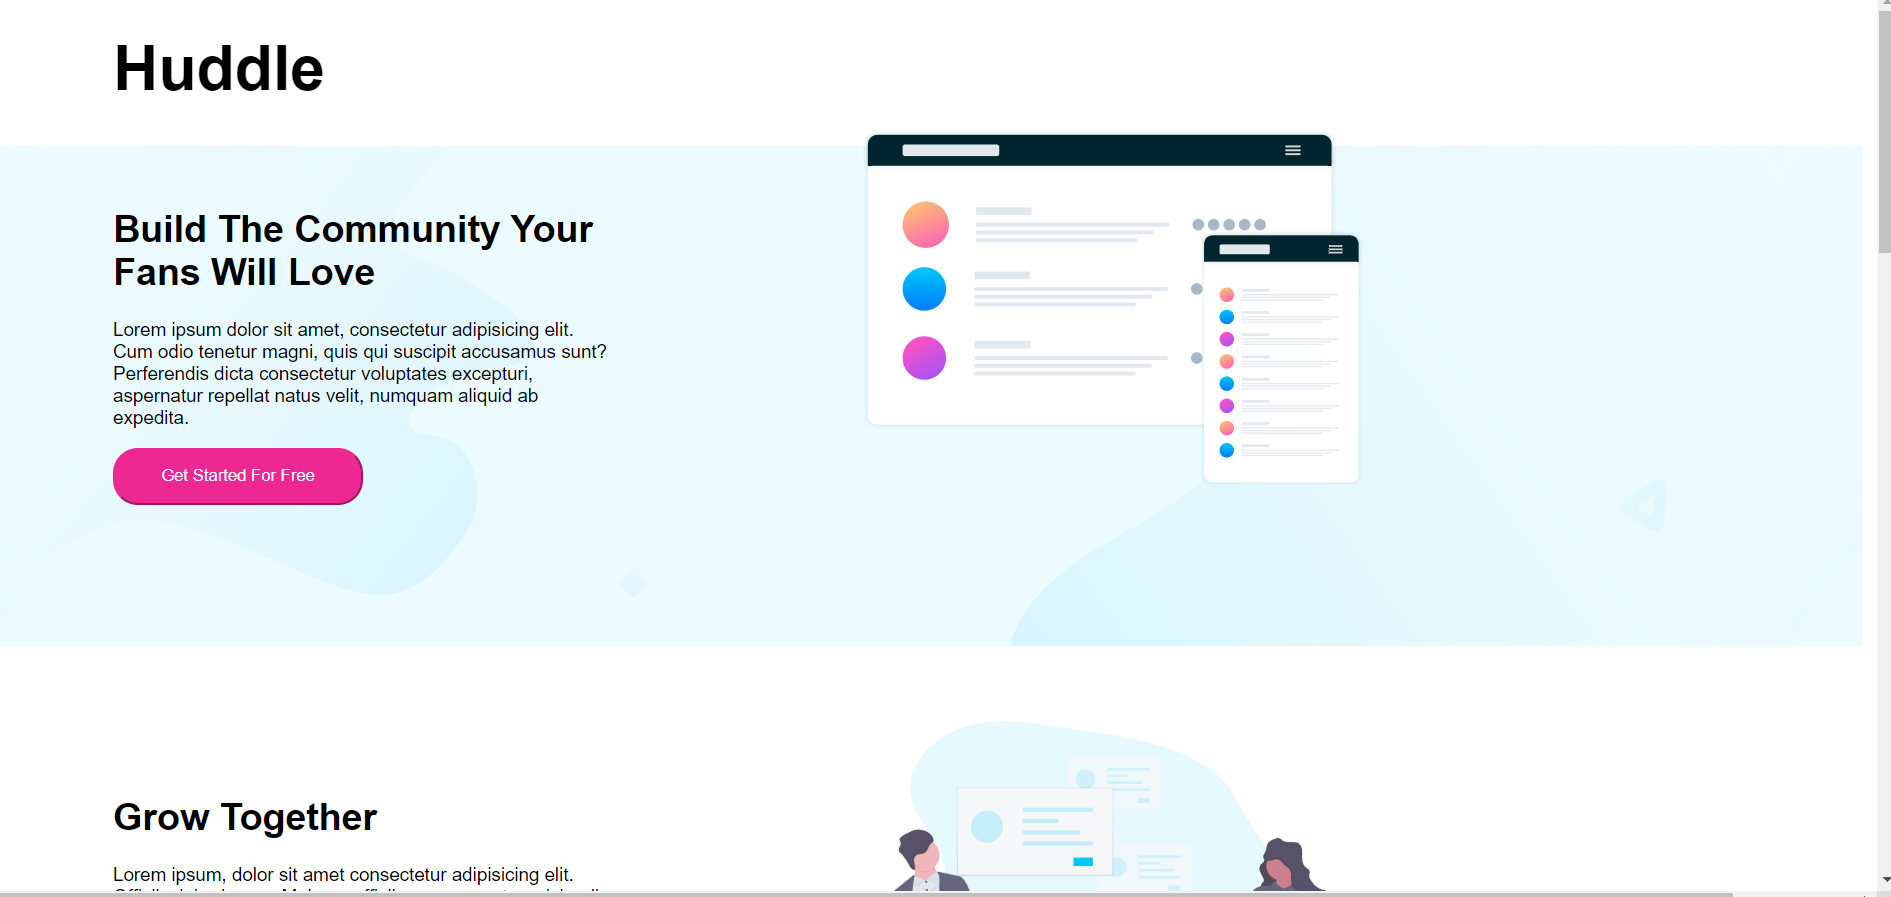 Huddle
Build The Community Your
Fans Will Love
Lorem ipsum dolor sit amet, consectetur adipisicing elit.
Cum odio tenetur magni, quis qui suscipit accusamus sunt?
Perferendis dicta consectetur voluptates excepturi,
aspernatur repellat natus velit, numquam aliquid ab
expedita.
Get Started For Free
Grow Together
Lorem ipsum, dolor sit amet consectetur adipisicing elit.